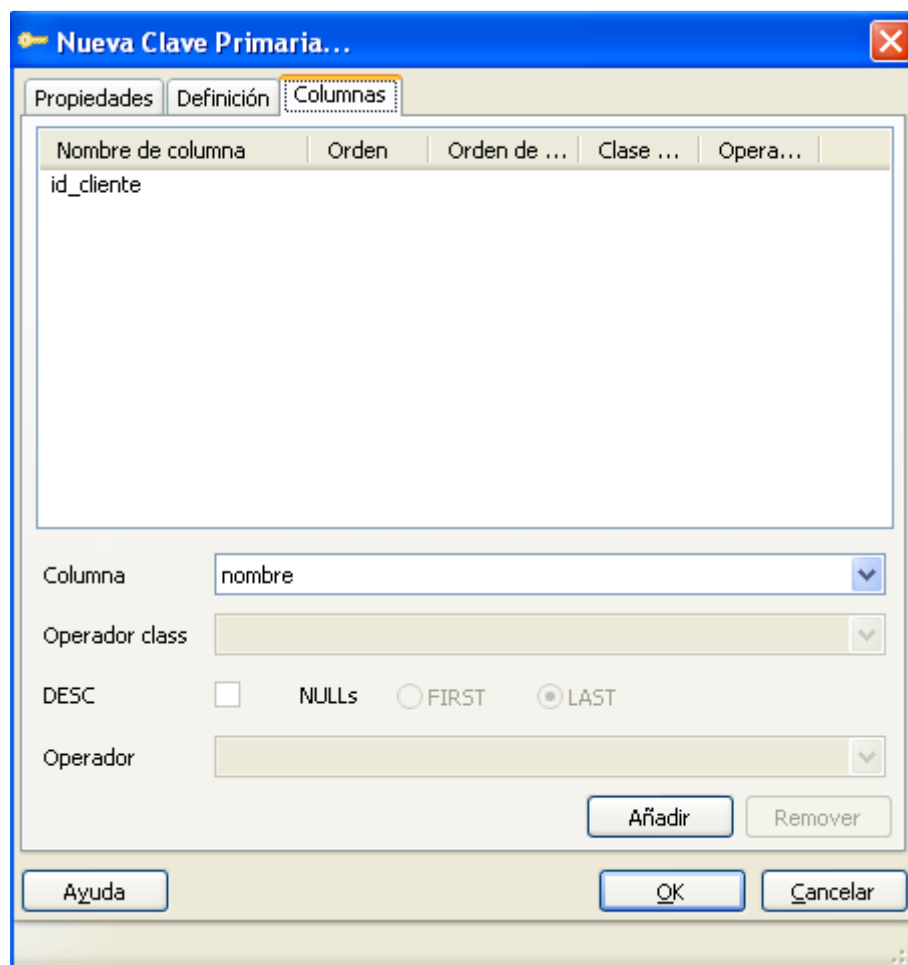 Nueva Clave Primaria...
Propiedades Definición Columnas
Nombre de columna Orden Orden de ... Clase ... Opera...
id_cliente
Columna nombre
Operador class
DESC NULLs FIRST LAST
Operador
Añadir Remover
Ayuda OK Cancelar